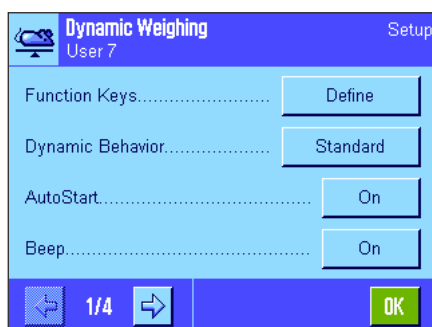 Dynamic Weighing
Setup
User 7
Function Keys........................ Define
Dynamic Behavior..................... Standard
AutoStart.................................... On
Beep............................................. On
1/4
OK